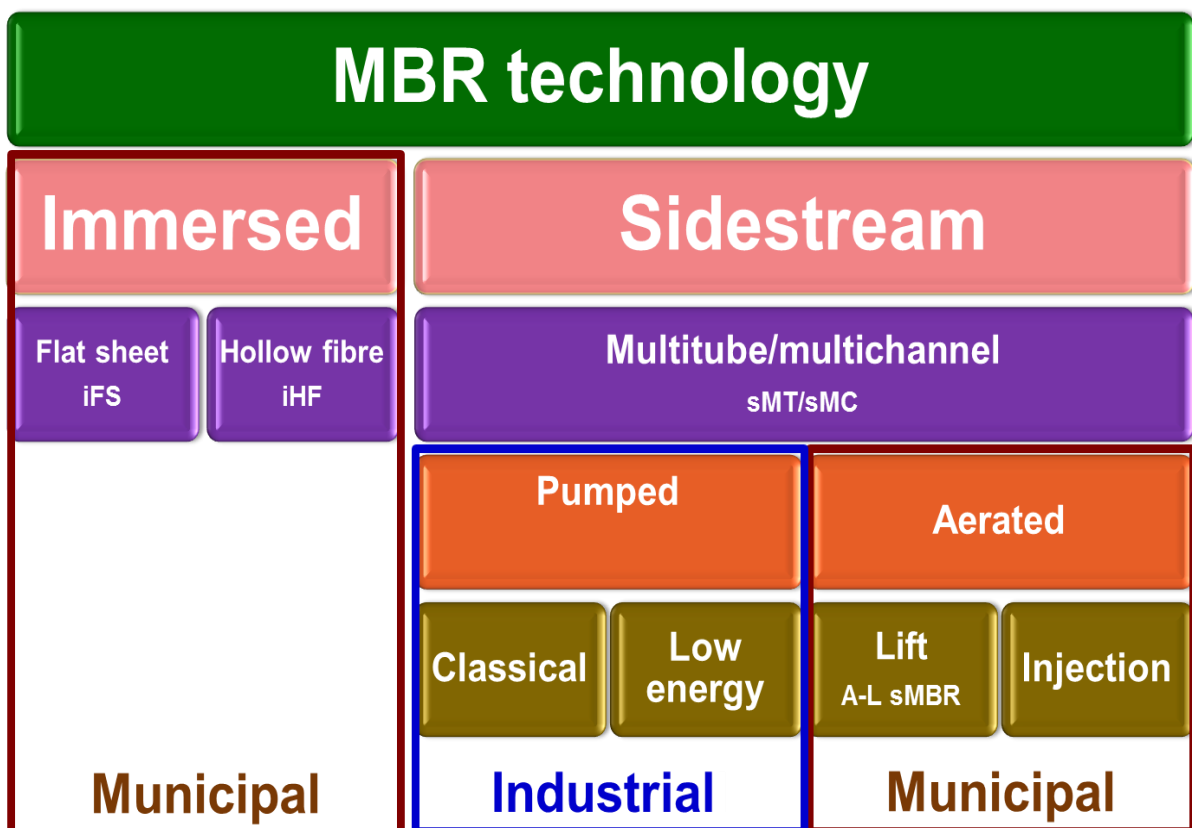 MBR technology
Immersed
Sidestream
Flat sheet
iFS
Hollow fibre
iHF
Multitube/multichannel
sMT/sMC
Pumped
Aerated
Classical
Low
energy
Lift
A-L sMBR
Injection
Municipal
Industrial
Municipal